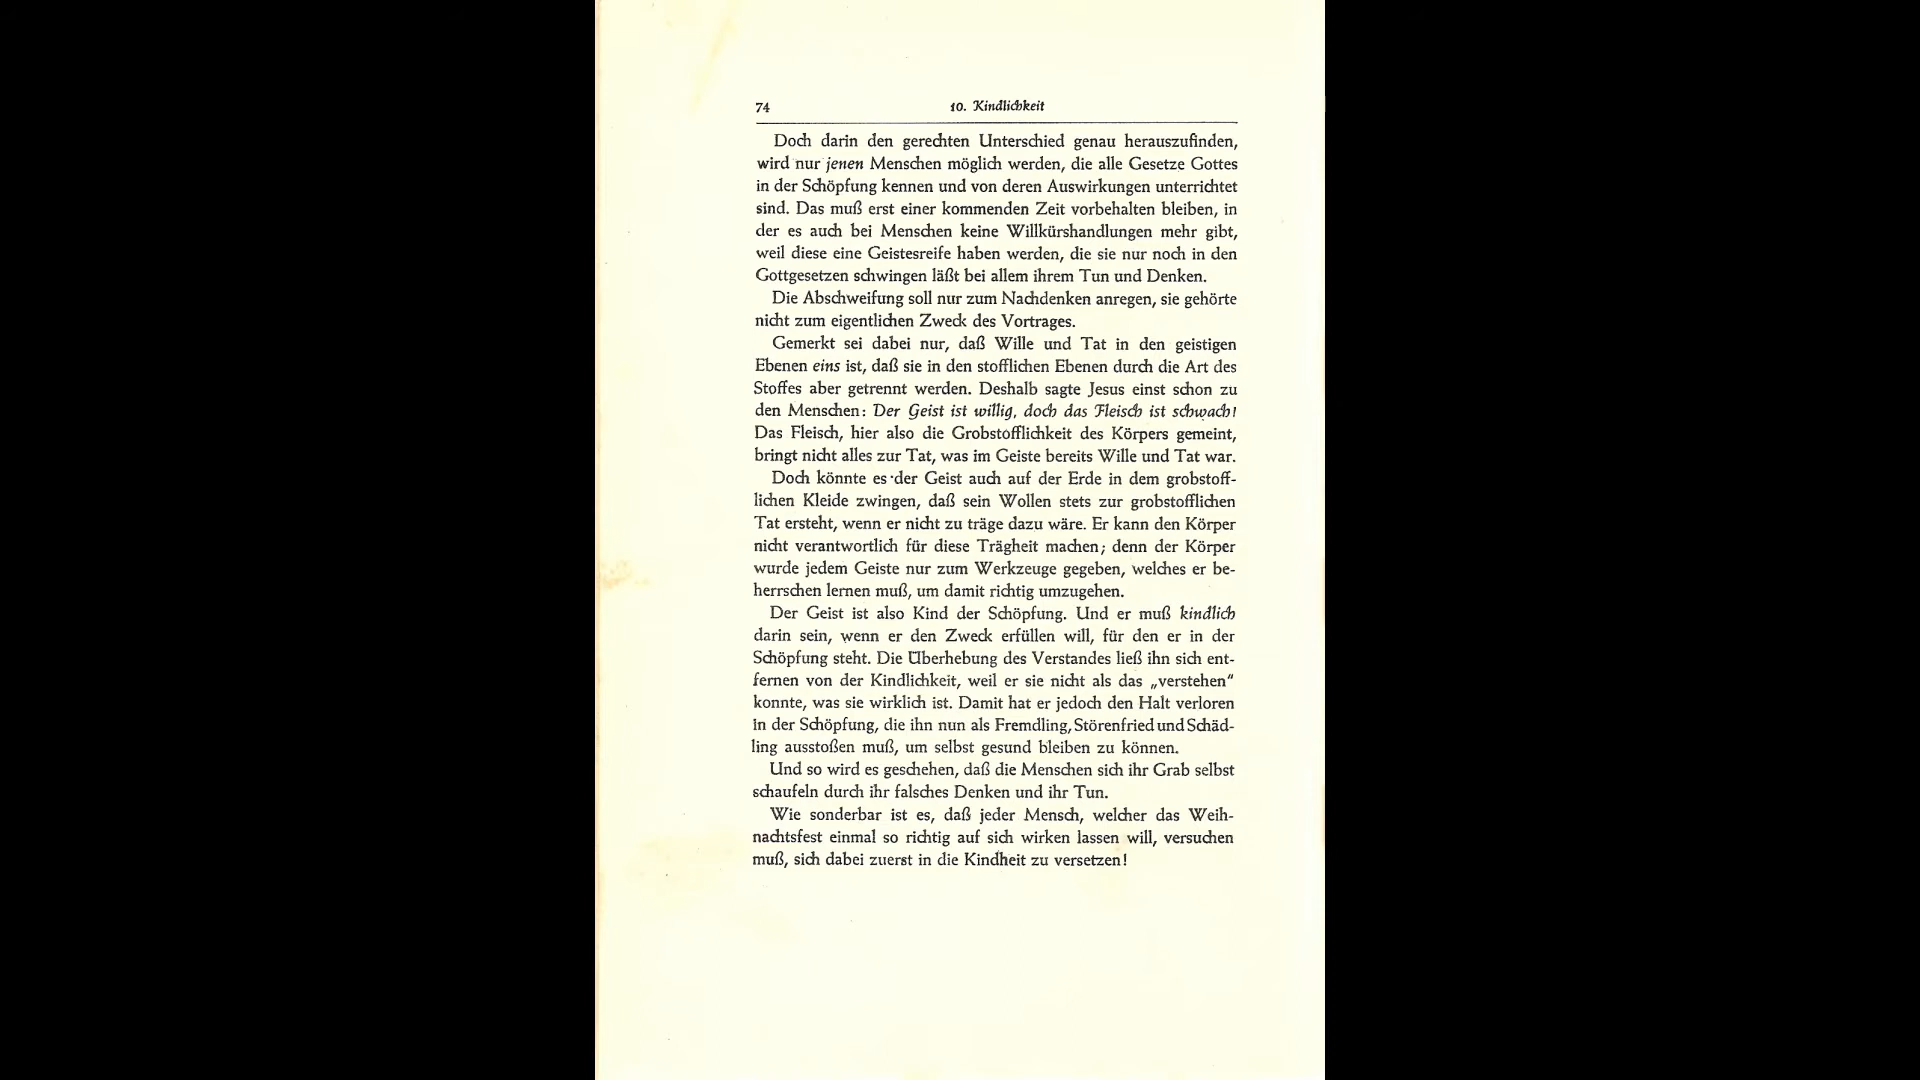 74
10. Kindlichkeit
Doch darin den gerechten Unterschied genau herauszufinden,
wird nur jenen Menschen möglich werden, die alle Gesetze Gottes
in der Schöpfung kennen und von deren Auswirkungen unterrichtet
sind. Das muß erst einer kommenden Zeit vorbehalten bleiben, in
der es auch bei Menschen keine Willkürshandlungen mehr gibt,
weil diese eine Geistesreife haben werden, die sie nur noch in den
Gottgesetzen schwingen läßt bei allem ihrem Tun und Denken.
Die Abschweifung soll nur zum Nachdenken anregen, sie gehörte
nicht zum eigentlichen Zweck des Vortrages.
Gemerkt sei dabei nur, daß Wille und Tat in den geistigen
Ebenen eins ist, daß sie in den stofflichen Ebenen durch die Art des
Stoffes aber getrennt werden. Deshalb sagte Jesus einst schon zu
den Menschen: Der Geist ist willig, doch das Fleisch ist schwach!
Das Fleisch, hier also die Grobstofflichkeit des Körpers gemeint,
bringt nicht alles zur Tat, was im Geiste bereits Wille und Tat war.
Doch könnte es der Geist auch auf der Erde in dem grobstoff-
lichen Kleide zwingen, daß sein Wollen stets zur grobstofflichen
Tat ersteht, wenn er nicht zu träge dazu wäre. Er kann den Körper
nicht verantwortlich für diese Trägheit machen; denn der Körper
wurde jedem Geiste nur zum Werkzeuge gegeben, welches er be-
herrschen lernen muß, um damit richtig umzugehen.
Der Geist ist also Kind der Schöpfung. Und er muß kindlich
darin sein, wenn er den Zweck erfüllen will, für den er in der
Schöpfung steht. Die Überhebung des Verstandes ließ ihn sich ent-
fernen von der Kindlichkeit, weil er sie nicht als das „verstehen“
konnte, was sie wirklich ist. Damit hat er jedoch den Halt verloren
in der Schöpfung, die ihn nun als Fremdling, Störenfried und Schäd-
ling ausstoßen muß, um selbst gesund bleiben zu können.
Und so wird es geschehen, daß die Menschen sich ihr Grab selbst
schaufeln durch ihr falsches Denken und ihr Tun.
Wie sonderbar ist es, daß jeder Mensch, welcher das Weih-
nachtsfest einmal so richtig auf sich wirken lassen will, versuchen
muß, sich dabei zuerst in die Kindheit zu versetzen!